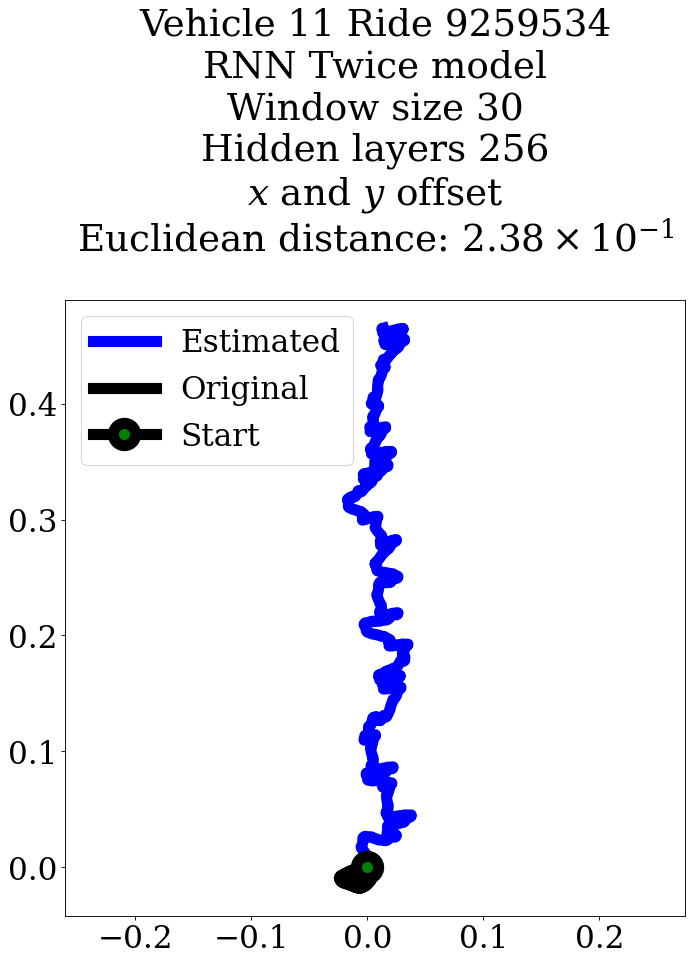 Vehicle 11 Ride 9259534
RNN Twice model
Window size 30
Hidden layers 256
x and y offset
Euclidean distance: 2.38 × 10⁻¹
Estimated
Original
Start
0.4
0.3
0.2
0.1
0.0
−0.2 −0.1 0.0 0.1 0.2